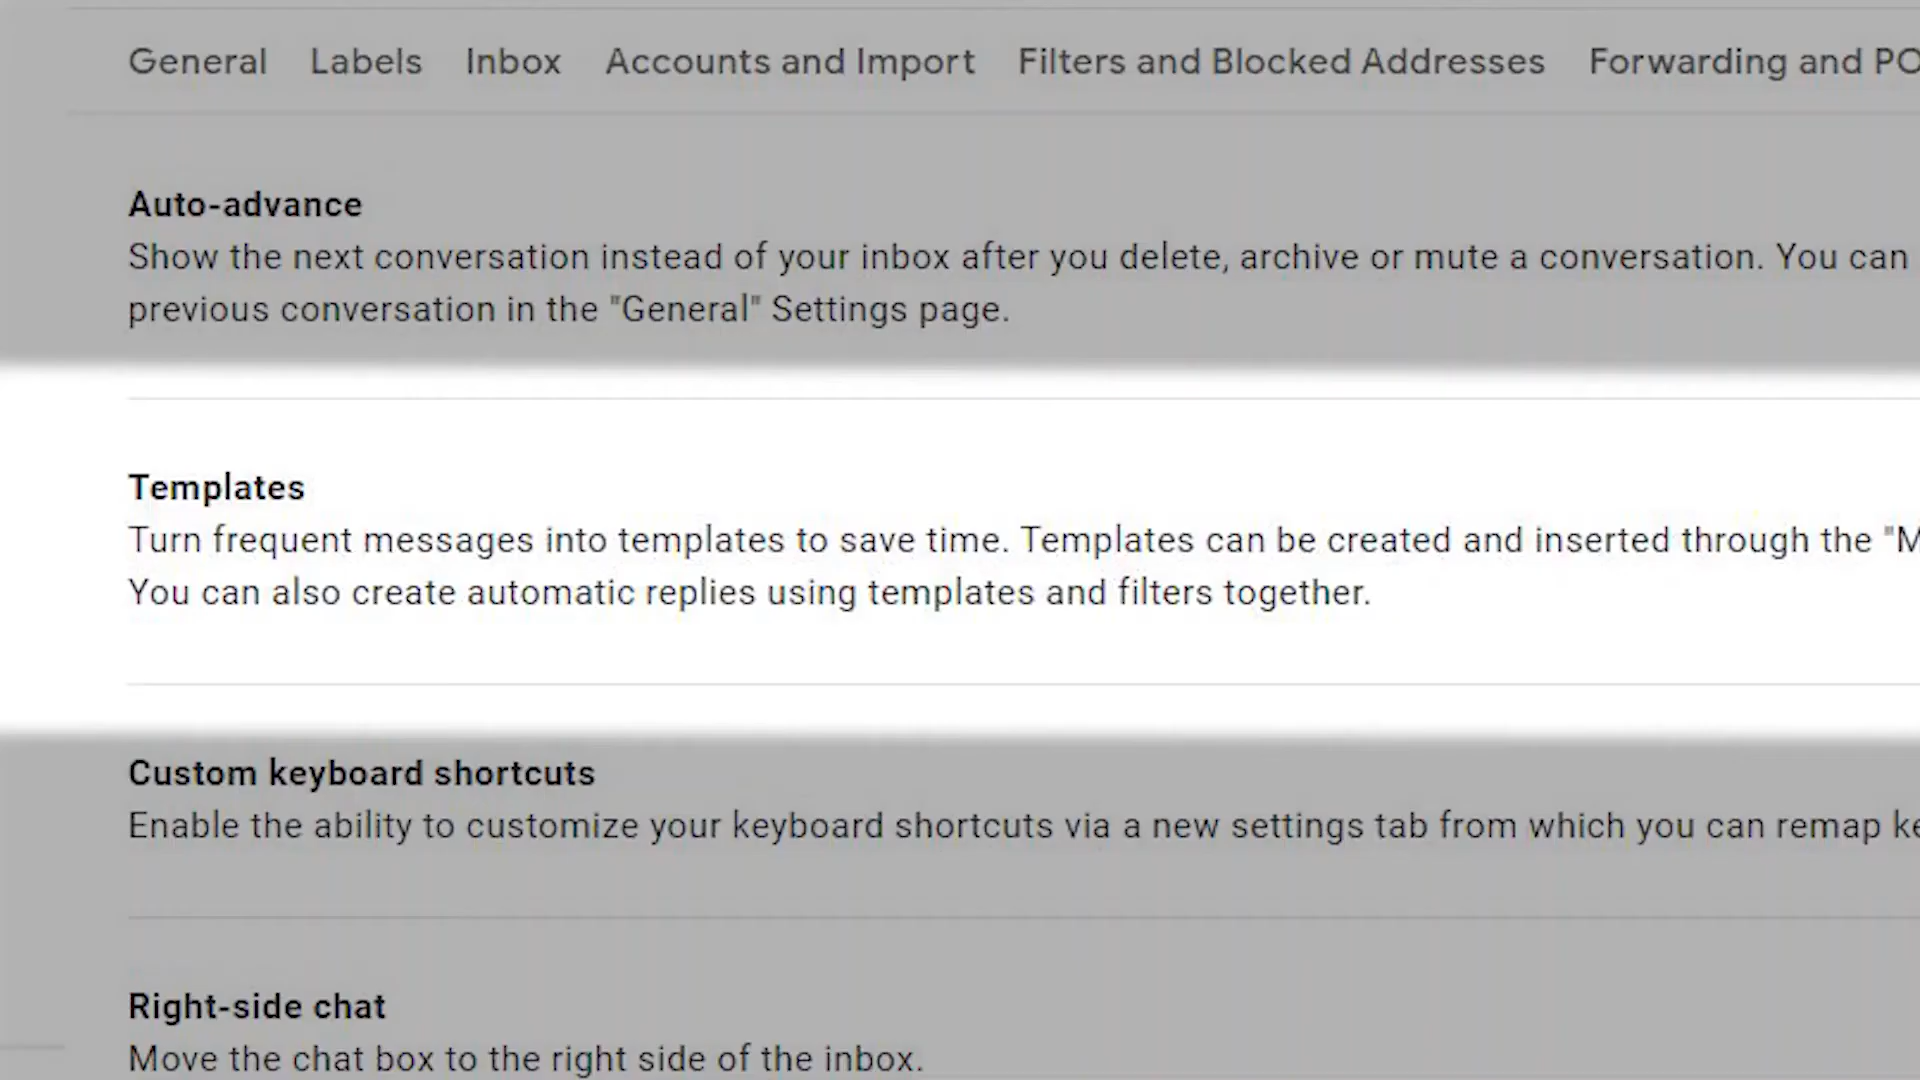 General Labels Inbox Accounts and Import Filters and Blocked Addresses Forwarding and
Auto-advance
Show the next conversation instead of your inbox after you delete, archive or mute a conversation. You can
previous conversation in the "General" Settings page.
Templates
Turn frequent messages into templates to save time. Templates can be created and inserted through the
You can also create automatic replies using templates and filters together.
Custom keyboard shortcuts
Enable the ability to customize your keyboard shortcuts via a new settings tab from which you can remap
Right-side chat
Move the chat box to the right side of the inbox.